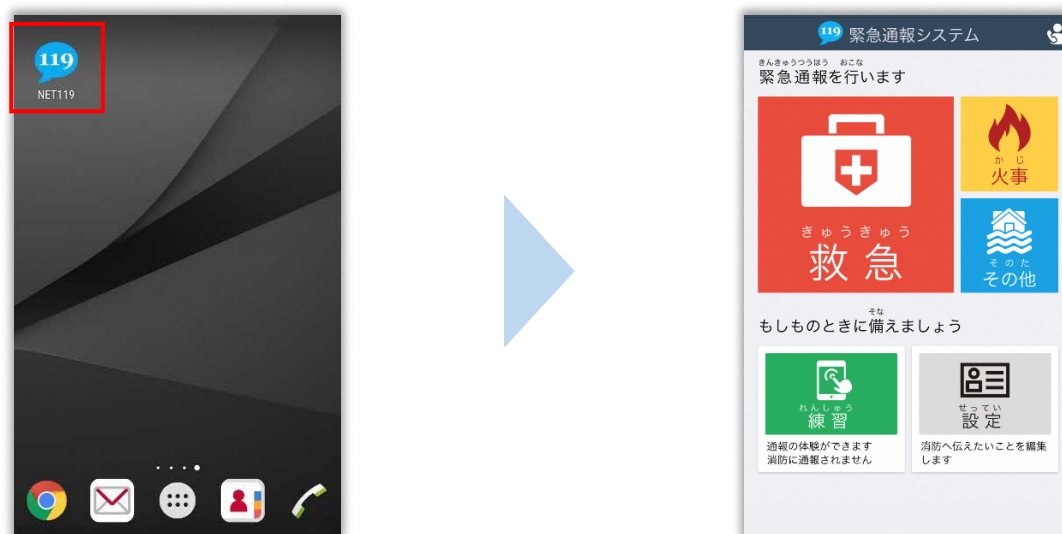 119
NET119
119 緊急通報システム
きんきゅうつうほう おこな
緊急通報を行います
きゅうきゅう
救急
かじ
火事
そのた
その他
そな
もしものときに備えましょう
れんしゅう
練習
通報の体験ができます
消防に通報されません
せってい
設定
消防へ伝えたいことを編集
します